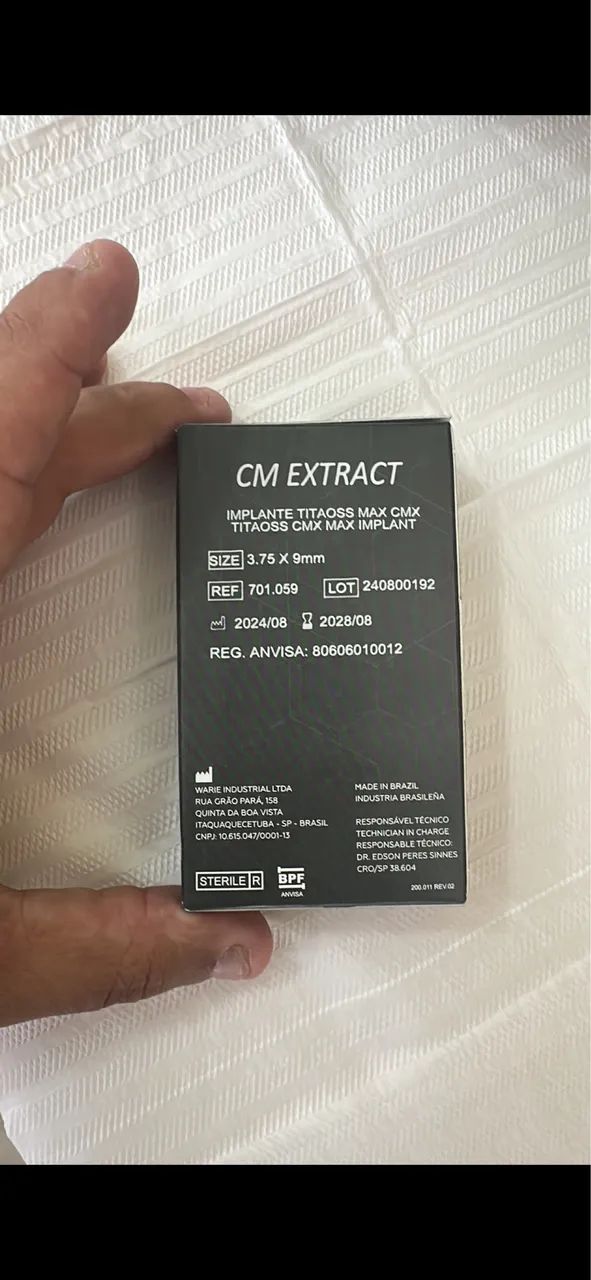 CM EXTRACT
IMPLANTE TITAOSS MAX CMX
TITAOSS CMX MAX IMPLANT
SIZE 3.75 X 9mm
REF 701.059 LOT 240800192
2024/08 2028/08
REG. ANVISA: 80606010012
WARIE INDUSTRIAL LTDA
RUA GRÃO PARÁ, 158
QUINTA DA BOA VISTA
ITAQUAQUECETUBA - SP - BRASIL
CNPJ: 10.615.047/0001-13
MADE IN BRAZIL
INDUSTRIA BRASILEÑA
RESPONSÁVEL TÉCNICO
TECHNICIAN IN CHARGE
RESPONSABLE TÉCNICO:
DR. EDSON PERES SINNES
CRO/SP 38.604
STERILE R
BPF
ANVISA
200.011 REV.02